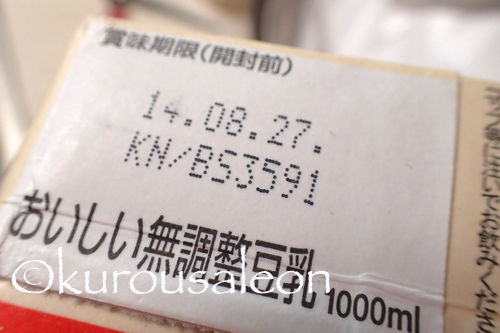 賞味期限(開封前)
14.08.27.
KN/BS3591
おいしい無調整豆乳 1000ml
©kurousaleon